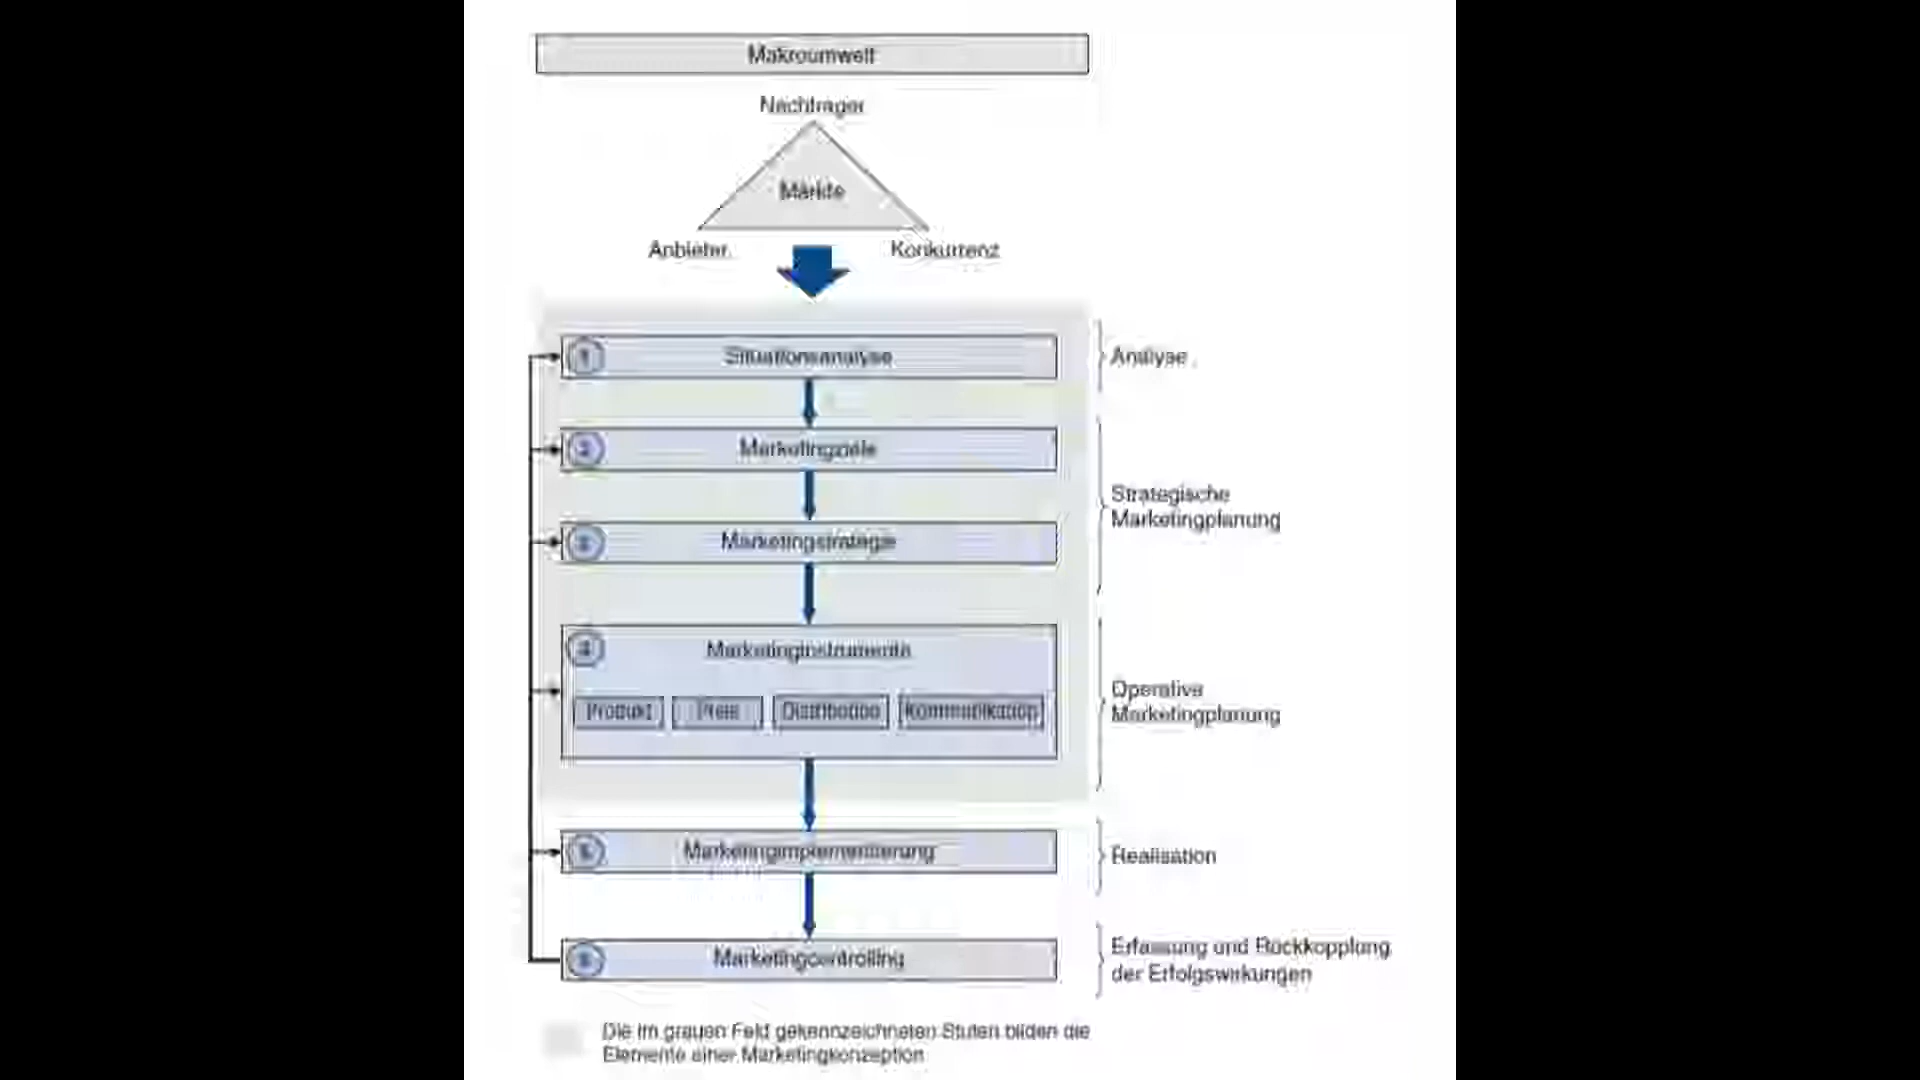 Makroumwelt
Nachfrager
Märkte
Anbieter
Konkurrenz
1 Situationsanalyse
Analyse
2 Marketingziele
Strategische
Marketingplanung
3 Marketingstrategie
4 Marketinginstrumente
Produkt Preis Distribution Kommunikation
Operative
Marketingplanung
5 Marketingimplementierung
Realisation
6 Marketingcontrolling
Erfassung und Rückkopplung
der Erfolgswirkungen
Die im grauen Feld gekennzeichneten Stufen bilden die
Elemente einer Marketingkonzeption